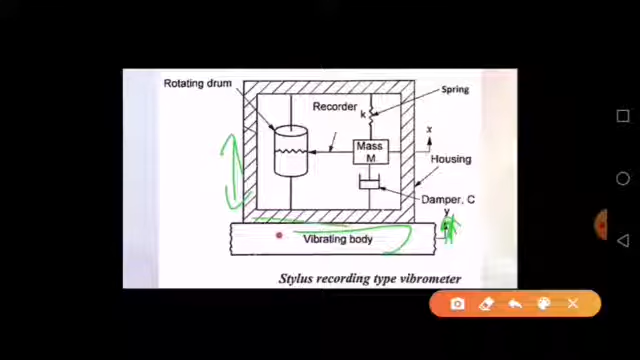 Rotating drum
Recorder
k
Spring
Mass
M
x
Housing
Damper, C
y
Vibrating body
Stylus recording type vibrometer